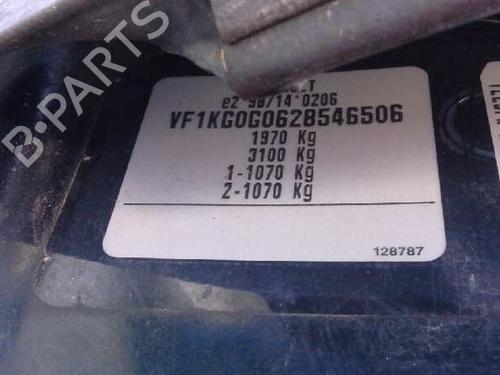 e2*98/14*0206
VF1KG0G0628546506
1970 Kg
3100 Kg
1-1070 Kg
2-1070 Kg
128787
B-PARTS